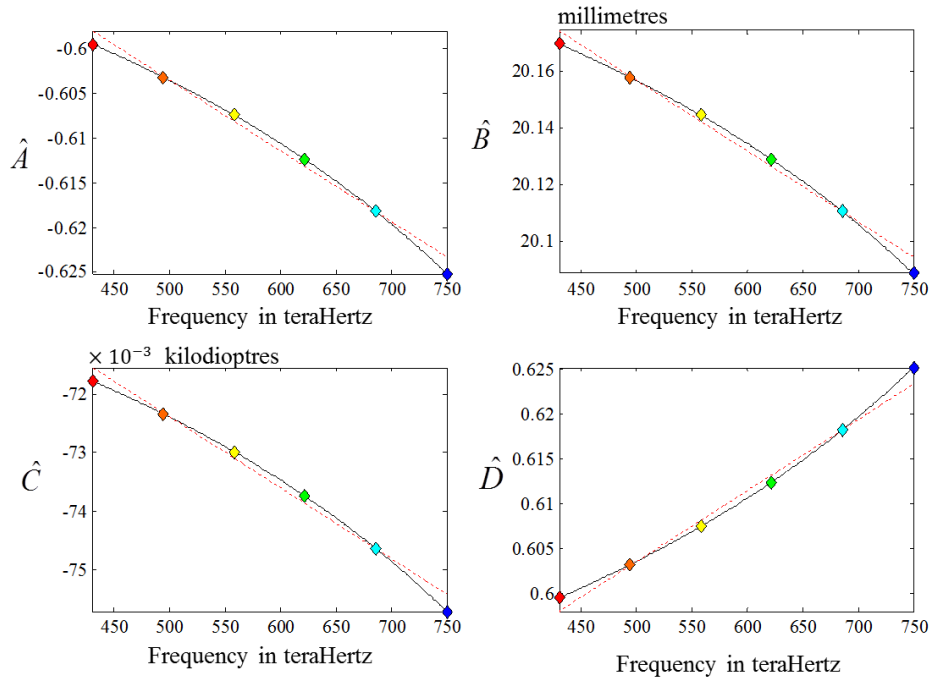 millimetres
-0.6
-0.605
-0.61
-0.615
-0.62
-0.625
Â
450 500 550 600 650 700 750
Frequency in teraHertz
20.16
20.14
20.12
20.1
B̂
450 500 550 600 650 700 750
Frequency in teraHertz
× 10⁻³ kilodioptres
-72
-73
-74
-75
Ĉ
450 500 550 600 650 700 750
Frequency in teraHertz
0.625
0.62
0.615
0.61
0.605
0.6
D̂
450 500 550 600 650 700 750
Frequency in teraHertz